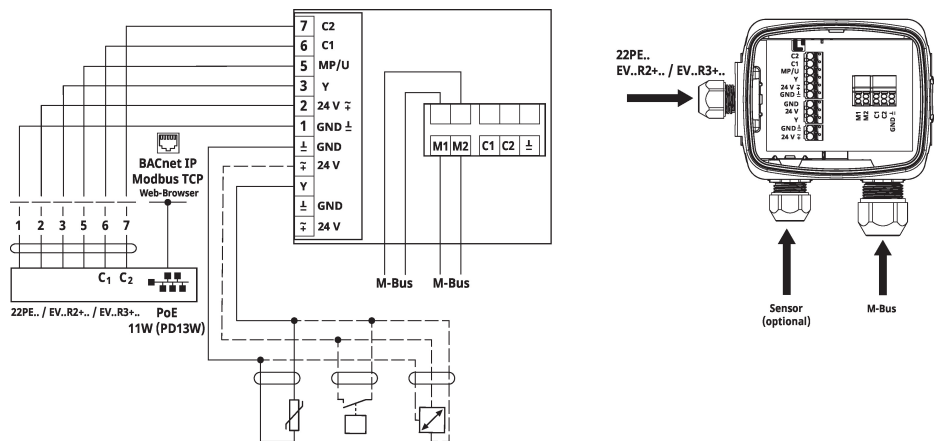 7 C2
6 C1
5 MP/U
3 Y
2 24 V ⏦
1 GND ⏊
⏊ GND
⏦ 24 V
Y
⏊ GND
⏦ 24 V
M1 M2 C1 C2 ⏊
M-Bus M-Bus
BACnet IP
Modbus TCP
Web-Browser
1 2 3 5 6 7
C1 C2
22PE.. / EV..R2+.. / EV..R3+..
PoE
11W (PD13W)
22PE..
EV..R2+.. / EV..R3+..
C2
C1
MP/U
Y
24 V ⏦
GND ⏊
GND
24 V
Y
GND ⏊
24 V ⏦
M1
M2
C1
C2
GND ⏊
Sensor
(optional)
M-Bus